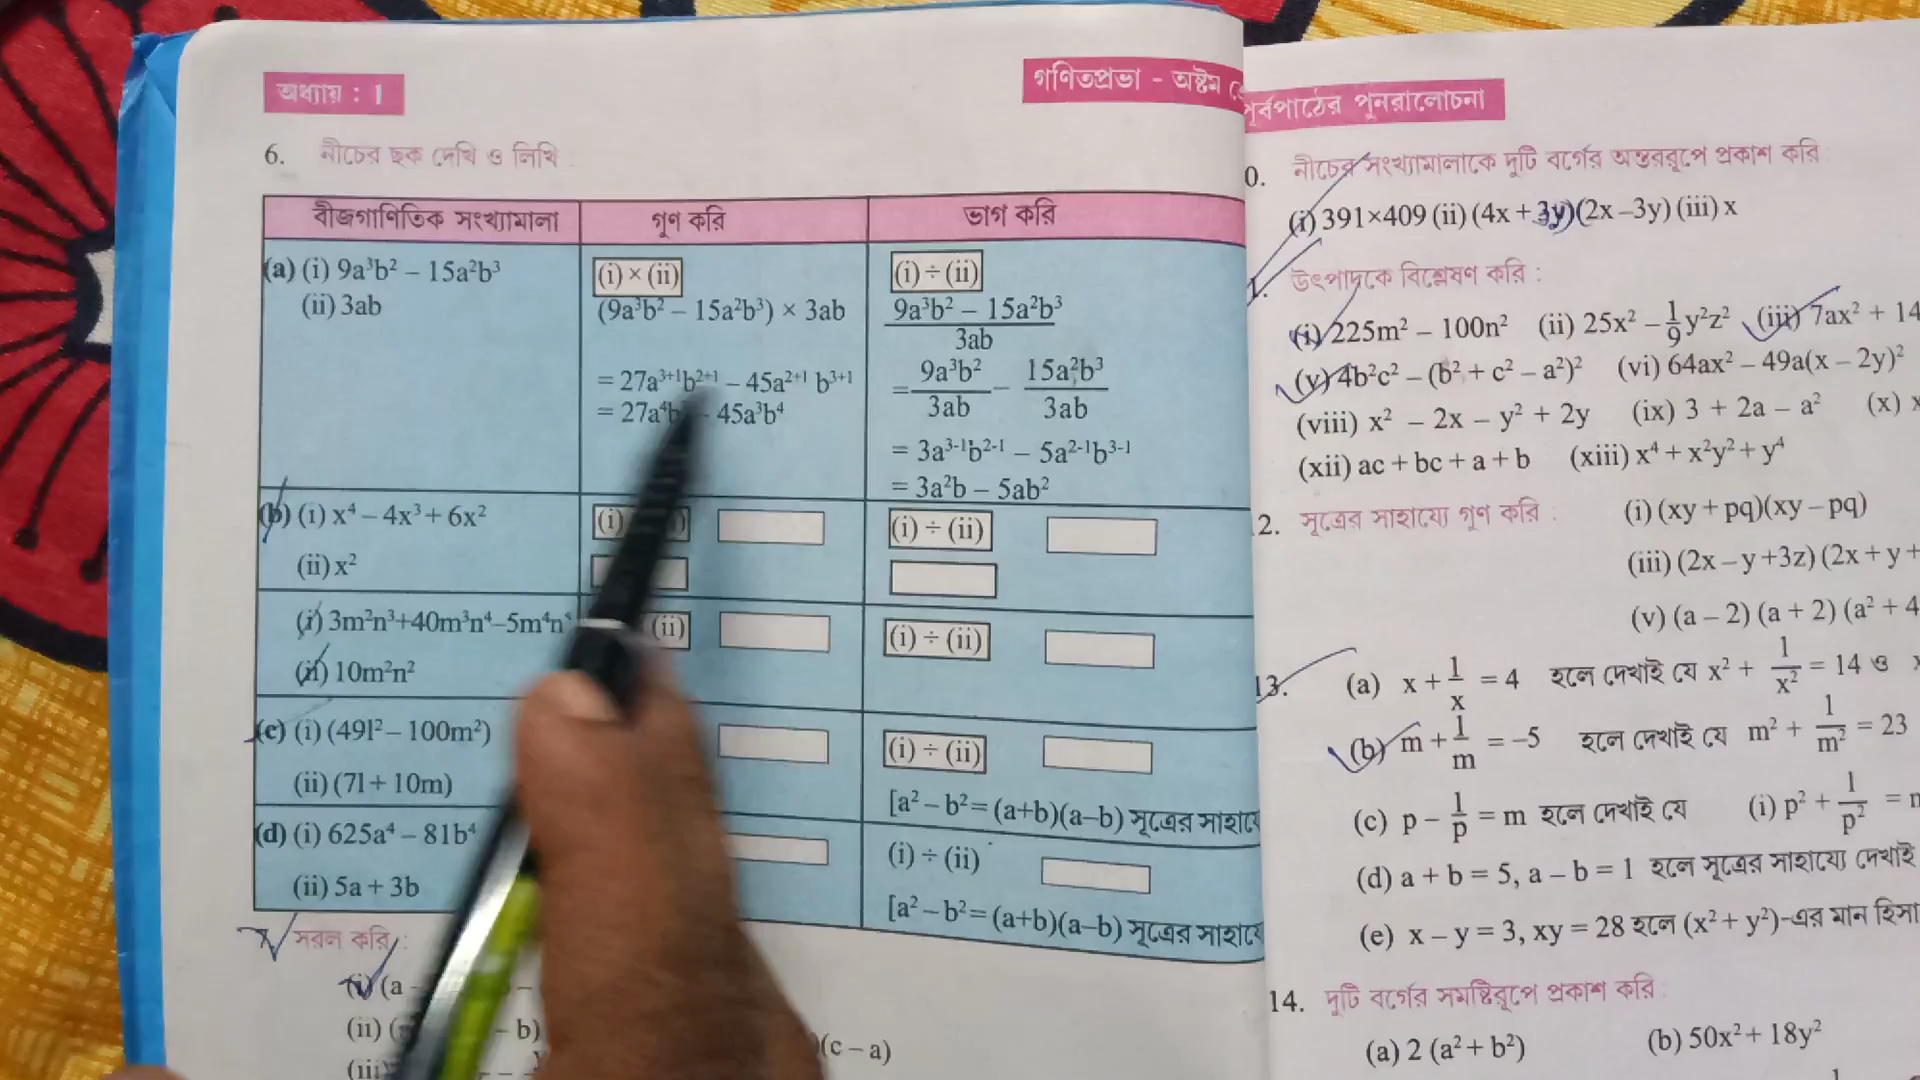 অধ্যায় : 1
গণিতপ্রভা - অষ্টম
6. নীচের ছক দেখি ও লিখি
বীজগাণিতিক সংখ্যামালা গুণ করি ভাগ করি
(a) (i) 9a³b² – 15a²b³
(ii) 3ab
(i) × (ii)
(9a³b² – 15a²b³) × 3ab
= 27a³⁺¹b²⁺¹ – 45a²⁺¹ b³⁺¹
= 27a⁴b – 45a³b⁴
(i) ÷ (ii)
9a³b² – 15a²b³
3ab
= 9a³b²/3ab – 15a²b³/3ab
= 3a³⁻¹b²⁻¹ – 5a²⁻¹b³⁻¹
= 3a²b – 5ab²
(b) (i) x⁴ – 4x³ + 6x²
(ii) x²
(i)
(i) ÷ (ii)
(i) 3m²n³+40m³n⁴–5m⁴n
(ii) 10m²n²
(ii)
(i) ÷ (ii)
(c) (i) (49l² – 100m²)
(ii) (7l + 10m)
(i) ÷ (ii)
[a² – b² = (a+b)(a–b) সূত্রের
(d) (i) 625a⁴ – 81b⁴
(ii) 5a + 3b
(i) ÷ (ii)
[a² – b² = (a+b)(a–b) সূত্রের
7. সরল করি :
(i) (a
(ii) ( – b)
(c – a)
(iii)
পূর্বপাঠের পুনরালোচনা
0. নীচের সংখ্যামালাকে দুটি বর্গের অন্তররূপে প্রকাশ করি
(i) 391×409 (ii) (4x + 3y)(2x – 3y) (iii) x
1. উৎপাদকে বিশ্লেষণ করি :
(i) 225m² – 100n² (ii) 25x² – 1/9 y²z² (iii) 7ax² + 14
(v) 4b²c² – (b² + c² – a²)² (vi) 64ax² – 49a(x – 2y)²
(viii) x² – 2x – y² + 2y (ix) 3 + 2a – a² (x) x
(xii) ac + bc + a + b (xiii) x⁴ + x²y² + y⁴
2. সূত্রের সাহায্যে গুণ করি : (i) (xy + pq)(xy – pq)
(iii) (2x – y +3z) (2x + y +
(v) (a – 2) (a + 2) (a² + 4
13. (a) x + 1/x = 4 হলে দেখাই যে x² + 1/x² = 14 ও
(b) m + 1/m = –5 হলে দেখাই যে m² + 1/m² = 23
(c) p – 1/p = m হলে দেখাই যে (i) p² + 1/p² =
(d) a + b = 5, a – b = 1 হলে সূত্রের সাহায্যে দেখাই
(e) x – y = 3, xy = 28 হলে (x² + y²)-এর মান
14. দুটি বর্গের সমষ্টিরূপে প্রকাশ করি
(a) 2 (a² + b²) (b) 50x² + 18y²